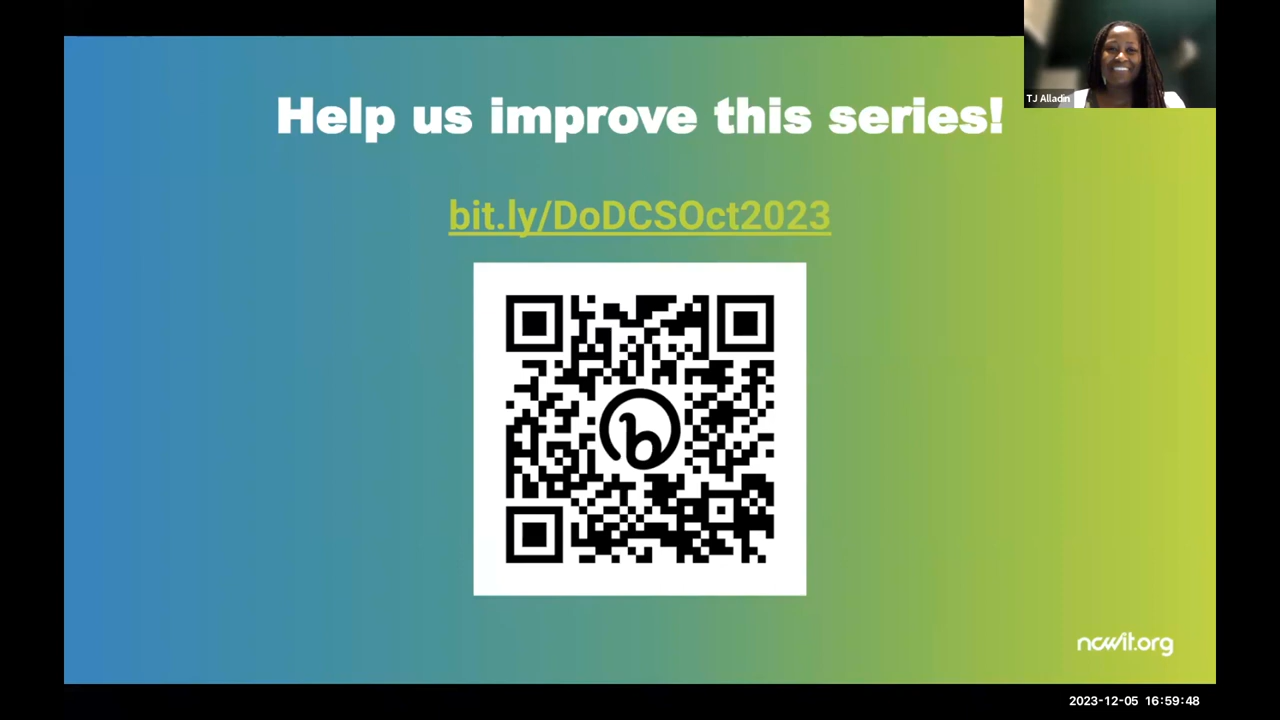 TJ Alladin
Help us improve this series!
bit.ly/DoDCSOct2023
b
ncwit.org
2023-12-05 16:59:48